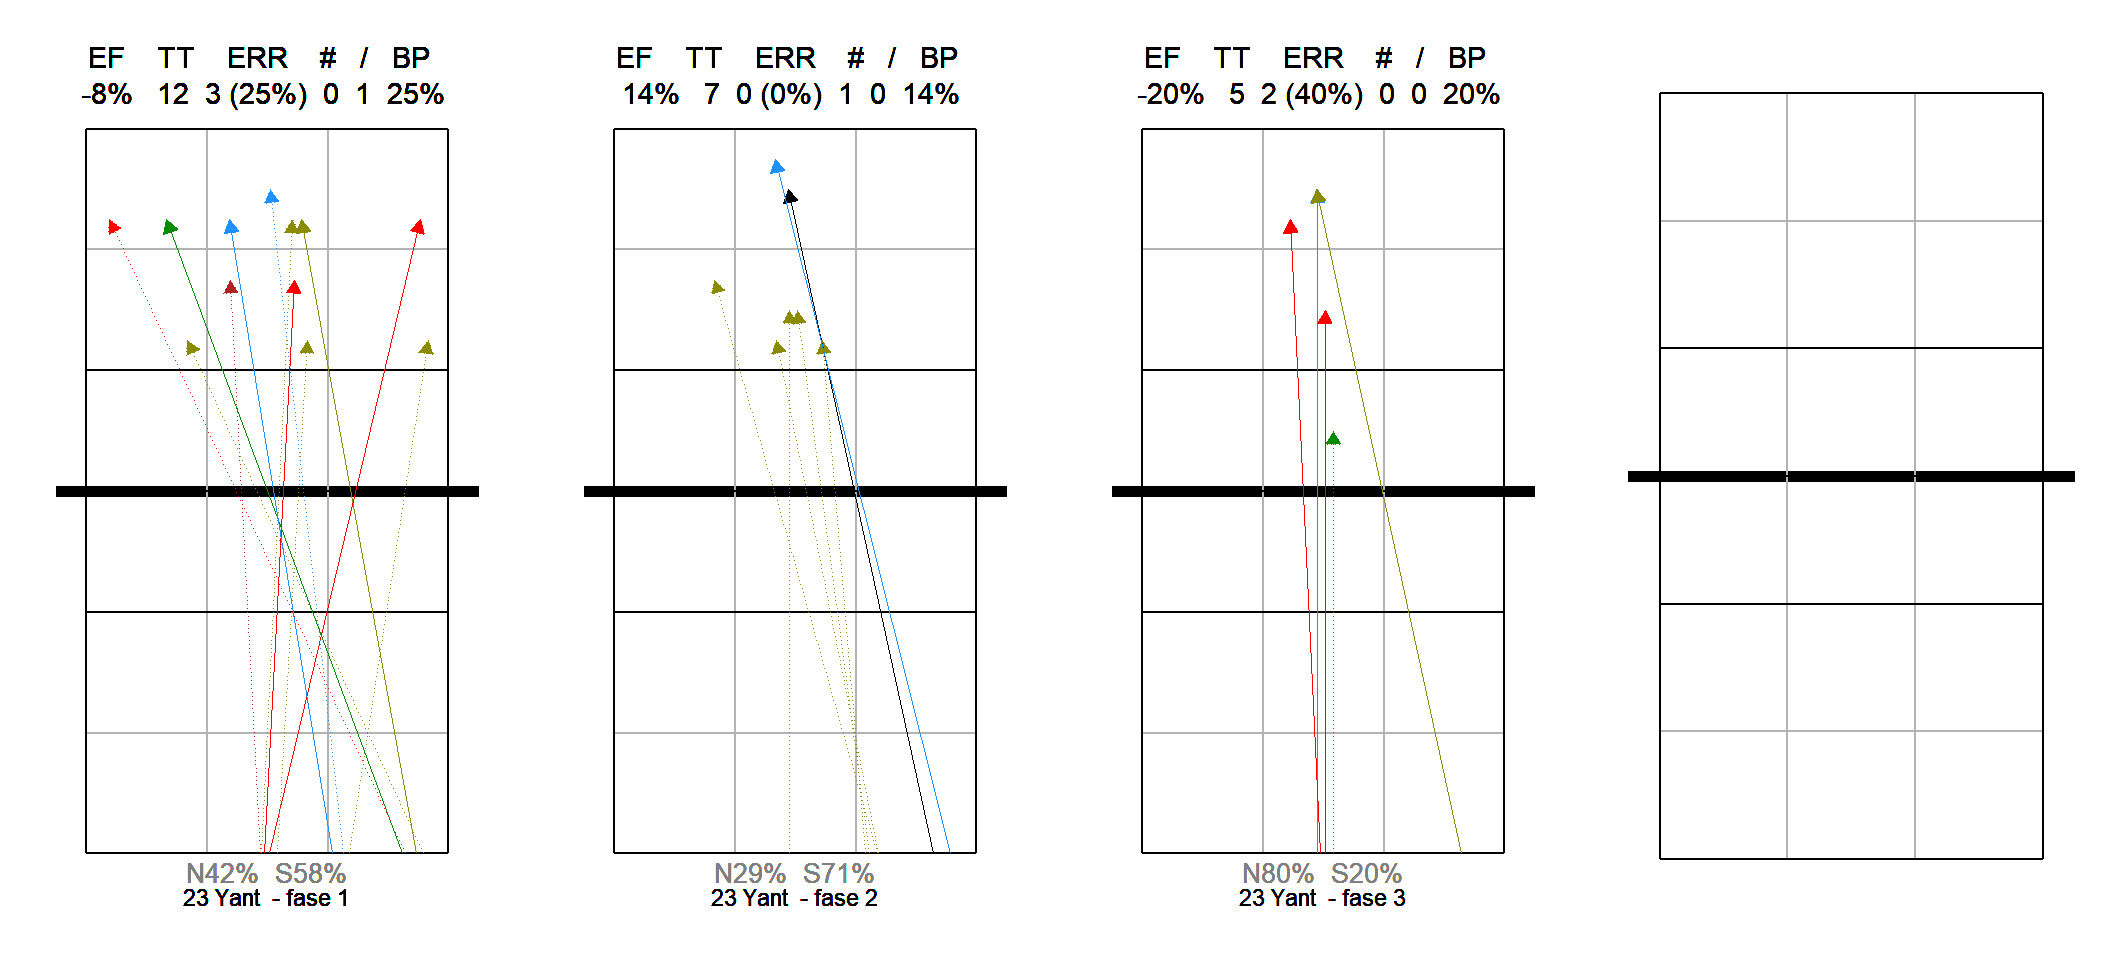 EF TT ERR # / BP
-8% 12 3 (25%) 0 1 25%
N42% S58%
23 Yant - fase 1
EF TT ERR # / BP
14% 7 0 (0%) 1 0 14%
N29% S71%
23 Yant - fase 2
EF TT ERR # / BP
-20% 5 2 (40%) 0 0 20%
N80% S20%
23 Yant - fase 3